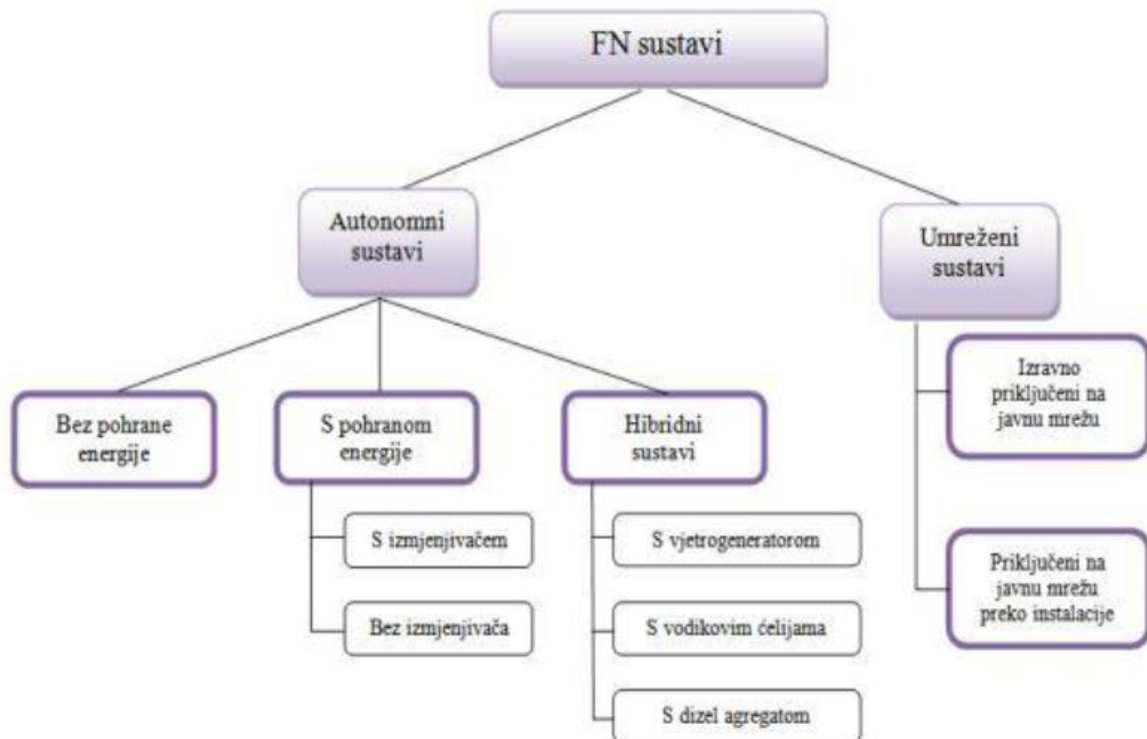 FN sustavi
Autonomni
sustavi
Umreženi
sustavi
Bez pohrane
energije
S pohranom
energije
Hibridni
sustavi
Izravno
priključeni na
javnu mrežu
S izmjenjivačem
Bez izmjenjivača
S vjetrogeneratorom
S vodikovim ćelijama
S dizel agregatom
Priključeni na
javnu mrežu
preko instalacije